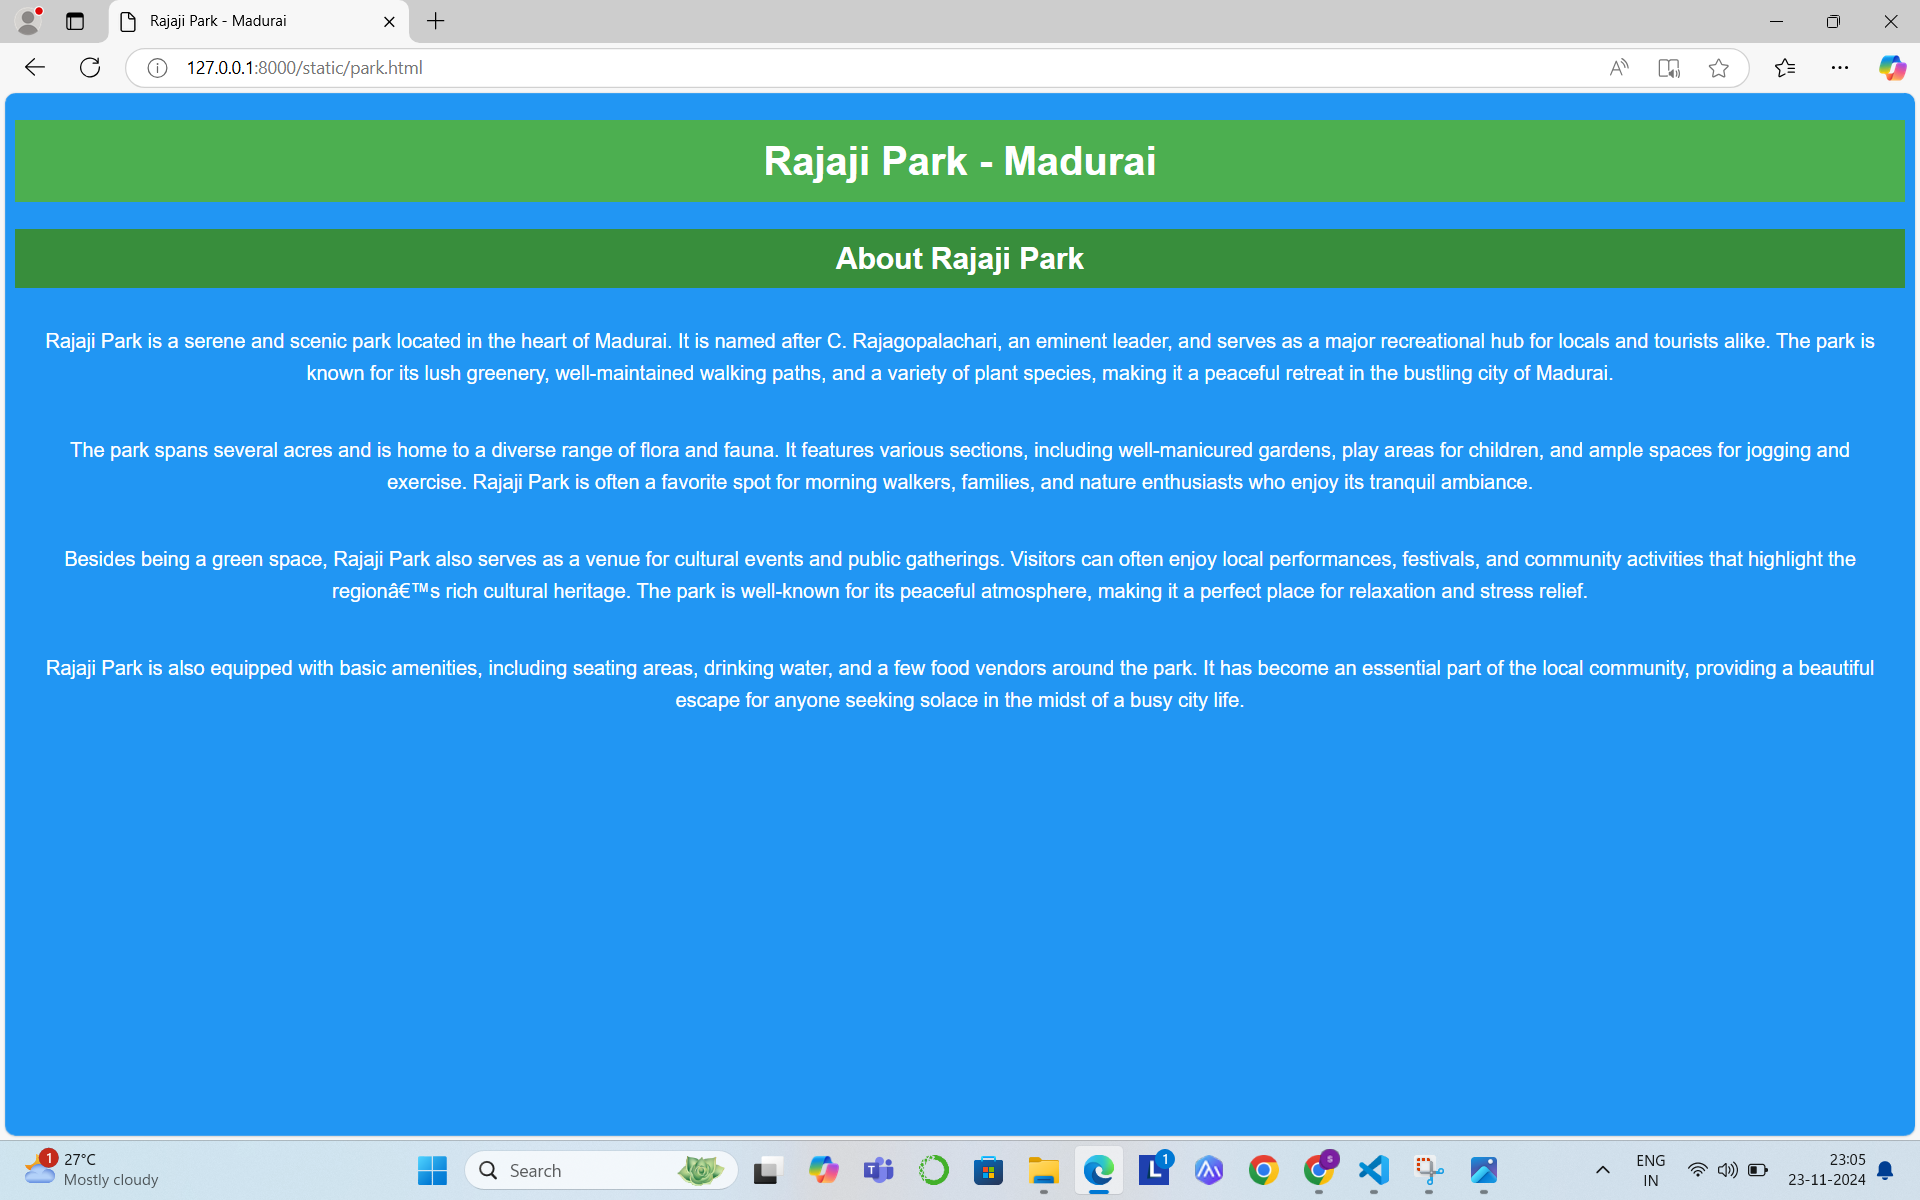 Rajaji Park - Madurai
127.0.0.1:8000/static/park.html
Rajaji Park - Madurai
About Rajaji Park
Rajaji Park is a serene and scenic park located in the heart of Madurai. It is named after C. Rajagopalachari, an eminent leader, and serves as a major recreational hub for locals and tourists alike. The park is
known for its lush greenery, well-maintained walking paths, and a variety of plant species, making it a peaceful retreat in the bustling city of Madurai.
The park spans several acres and is home to a diverse range of flora and fauna. It features various sections, including well-manicured gardens, play areas for children, and ample spaces for jogging and
exercise. Rajaji Park is often a favorite spot for morning walkers, families, and nature enthusiasts who enjoy its tranquil ambiance.
Besides being a green space, Rajaji Park also serves as a venue for cultural events and public gatherings. Visitors can often enjoy local performances, festivals, and community activities that highlight the
regionâ€™s rich cultural heritage. The park is well-known for its peaceful atmosphere, making it a perfect place for relaxation and stress relief.
Rajaji Park is also equipped with basic amenities, including seating areas, drinking water, and a few food vendors around the park. It has become an essential part of the local community, providing a beautiful
escape for anyone seeking solace in the midst of a busy city life.
1
27°C
Mostly cloudy
Search
T
L
1
S
ENG
IN
23:05
23-11-2024